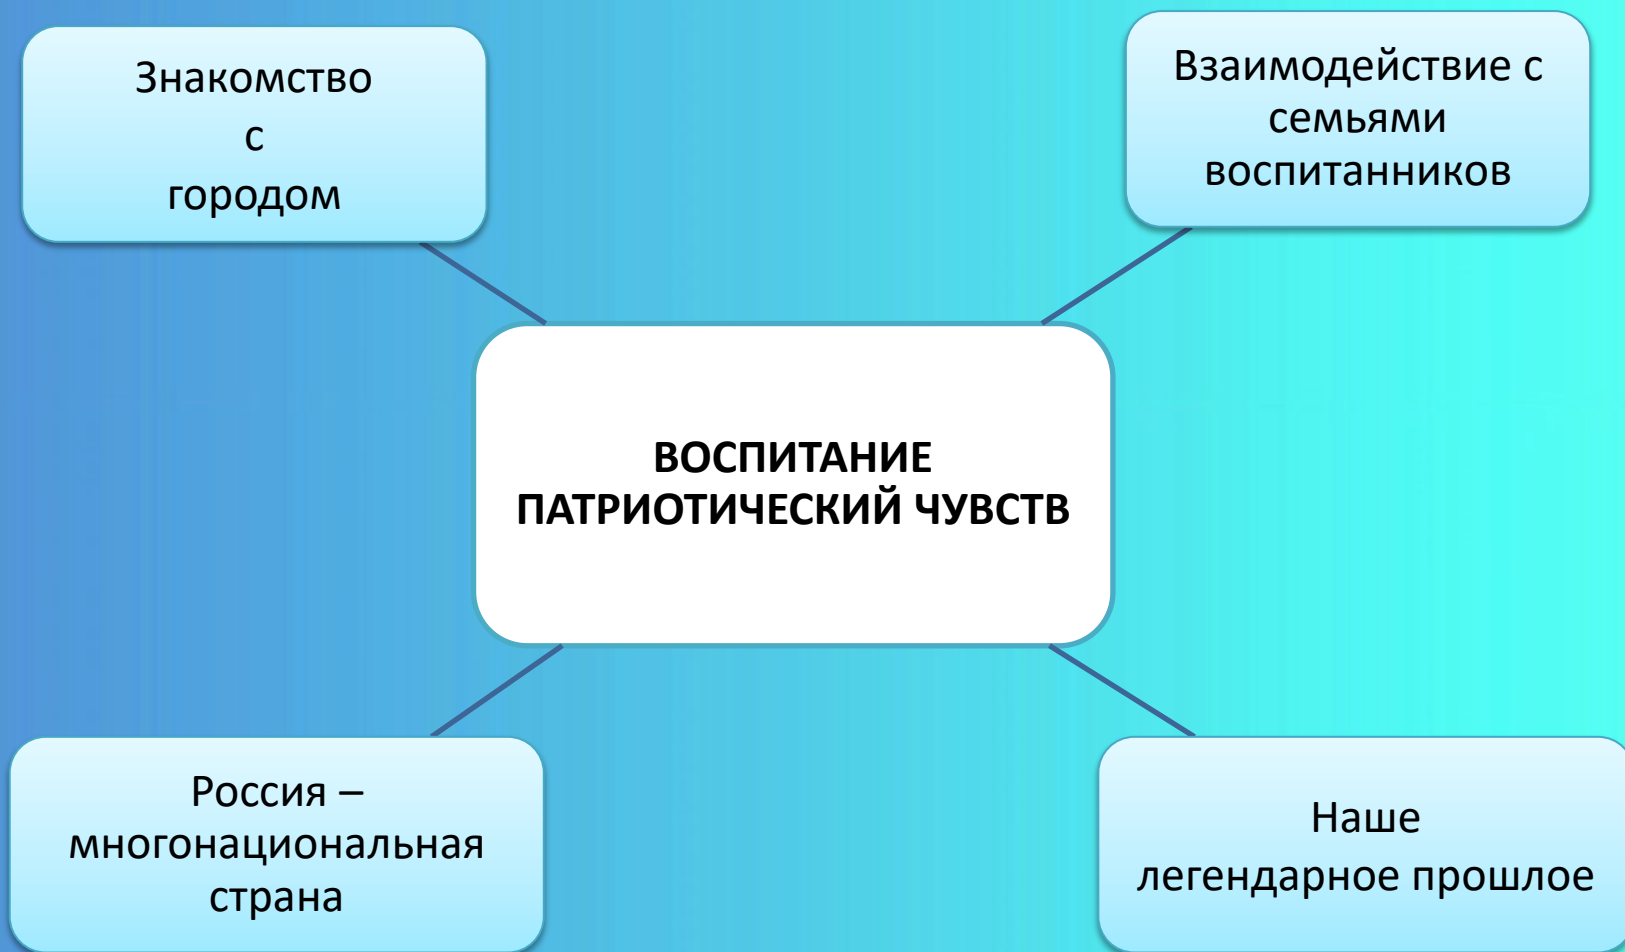 Знакомство
с
городом
Взаимодействие с
семьями
воспитанников
ВОСПИТАНИЕ
ПАТРИОТИЧЕСКИЙ ЧУВСТВ
Россия –
многонациональная
страна
Наше
легендарное прошлое